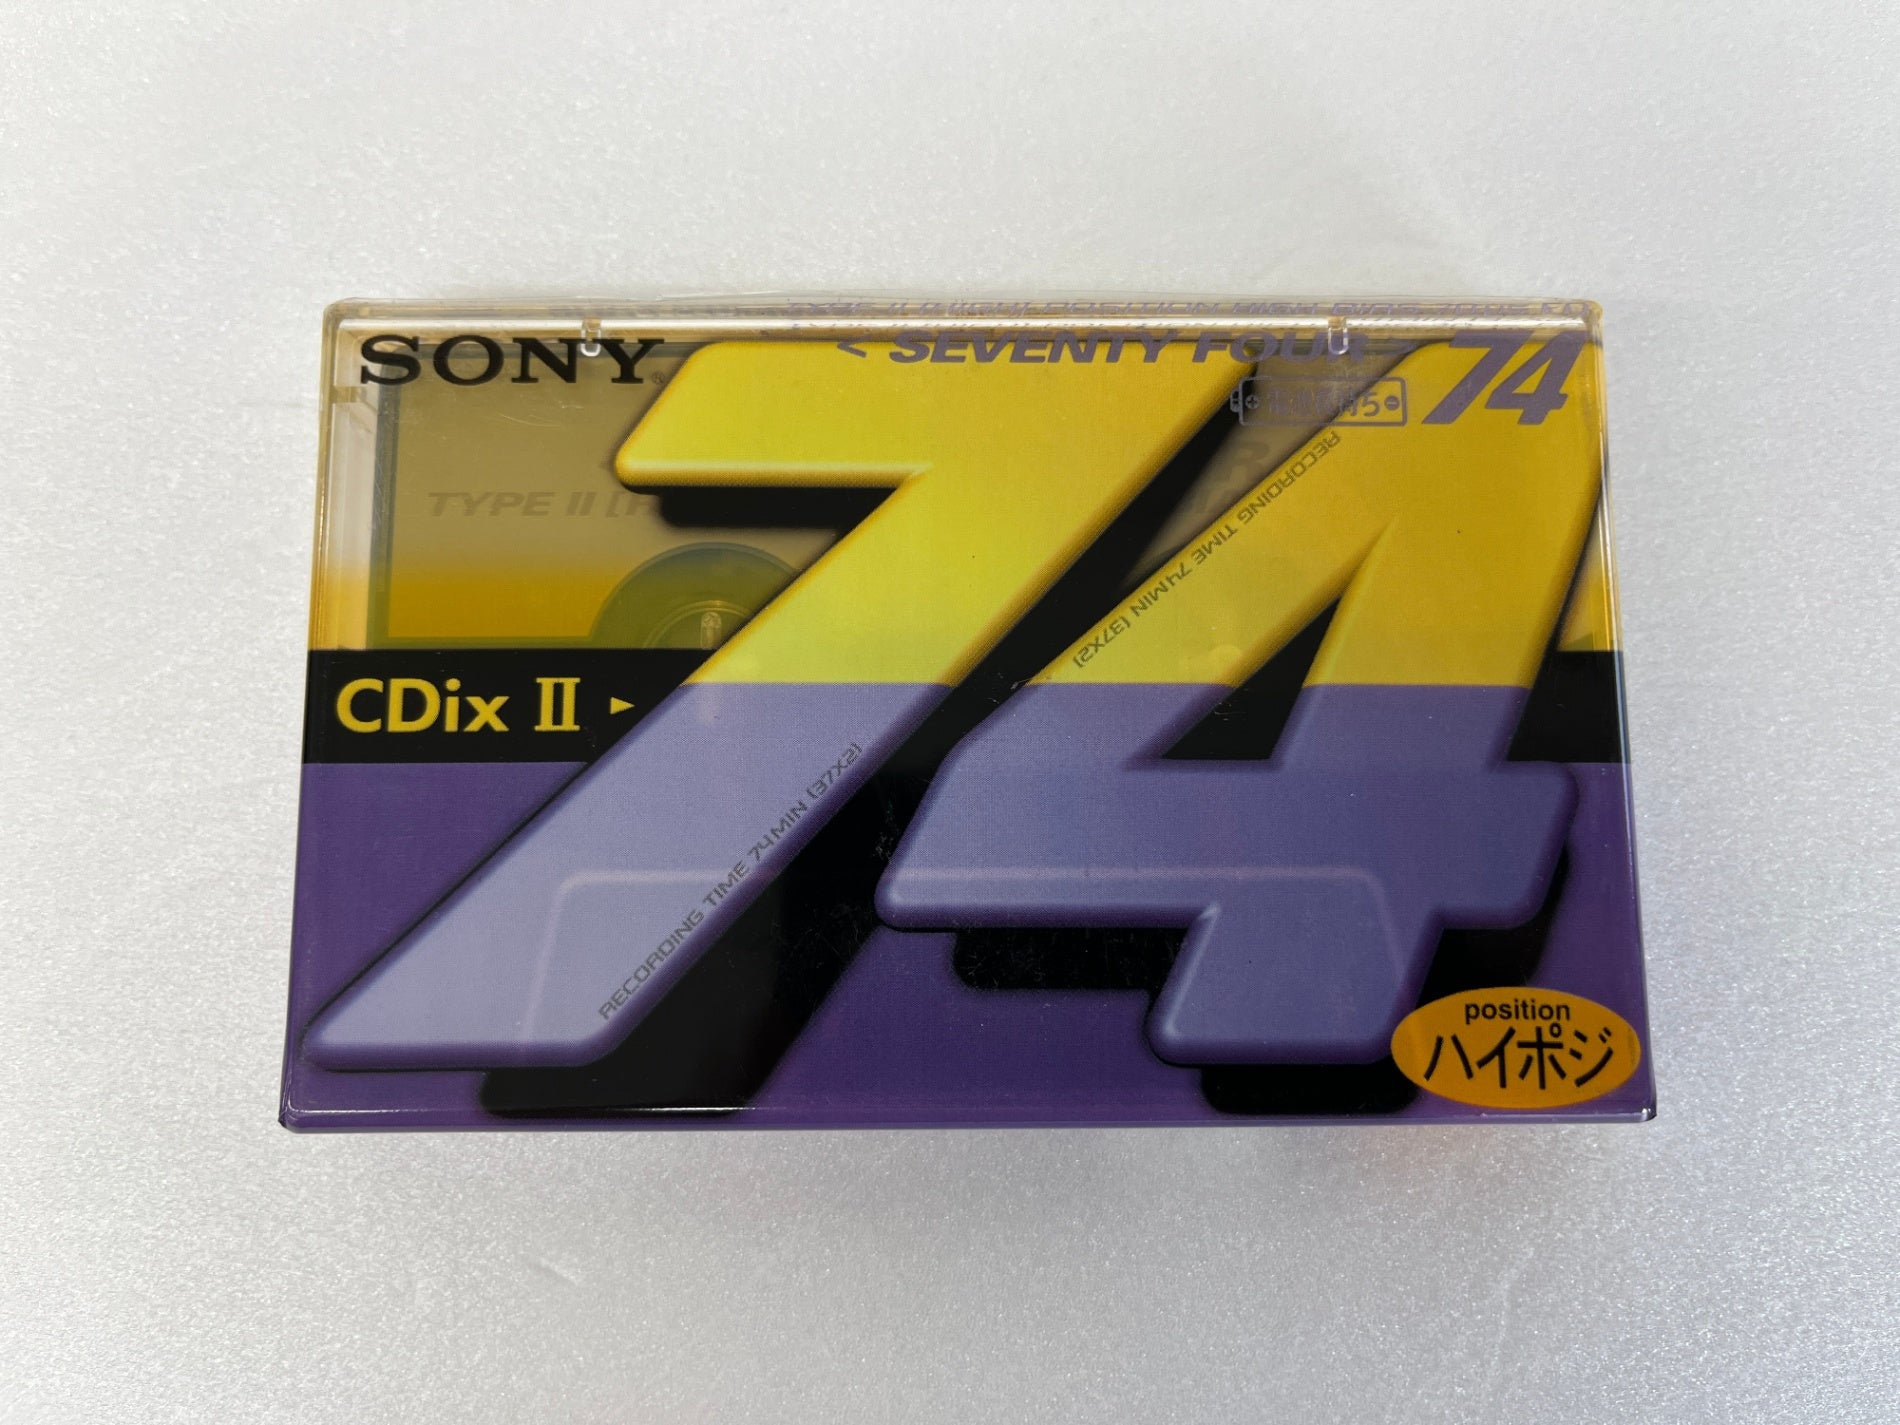 SONY
< SEVENTY FOUR > 74
TYPE II [H
RECORDING TIME 74MIN (37X2)
CDix II ►
74
RECORDING TIME 74MIN (37X2)
position
ハイポジ